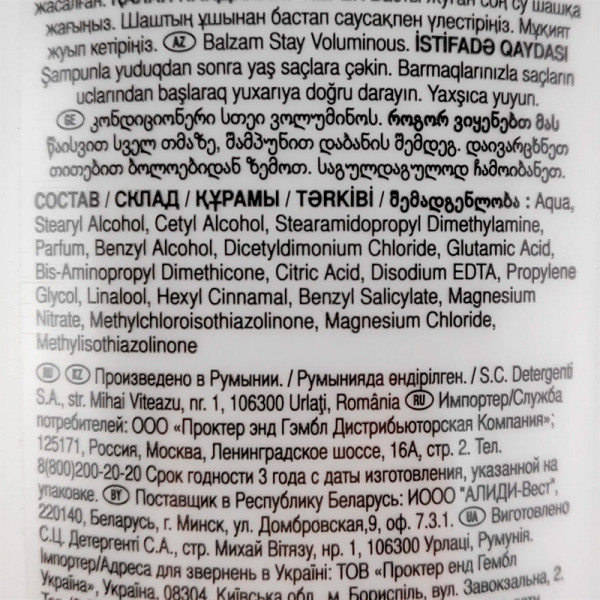 жағыңыз. Шаштың ұшынан бастап саусақпен үлестіріңіз. Мұқият
жуып кетіріңіз. (AZ) Balzam Stay Voluminous. İSTİFADƏ QAYDASI
Şampunla yuduqdan sonra yaş saçlara çəkin. Barmaqlarınızla saçların
uclarından başlaraq yuxarıya doğru darayın. Yaxşıca yuyun.
(GE) კონდიციონერი სთეი ვოლუმინოს. როგორ ვიყენებთ მას
წაისვით სველ თმაზე, შამპუნით დაბანის შემდეგ. დაივარცხნეთ
თითებით ბოლოებიდან ზემოთ. საგულდაგულოდ ჩამოიბანეთ.
СОСТАВ / СКЛАД / ҚҰРАМЫ / TƏRKİBİ / შემადგენლობა : Aqua,
Stearyl Alcohol, Cetyl Alcohol, Stearamidopropyl Dimethylamine,
Parfum, Benzyl Alcohol, Dicetyldimonium Chloride, Glutamic Acid,
Bis-Aminopropyl Dimethicone, Citric Acid, Disodium EDTA, Propylene
Glycol, Linalool, Hexyl Cinnamal, Benzyl Salicylate, Magnesium
Nitrate, Methylchloroisothiazolinone, Magnesium Chloride,
Methylisothiazolinone
(RU) (KZ) Произведено в Румынии. / Румынияда өндірілген. / S.C. Detergenti
S.A., str. Mihai Viteazu, nr. 1, 106300 Urlaţi, România (RU) Импортер/Служба
потребителей: ООО «Проктер энд Гэмбл Дистрибьюторская Компания»;
125171, Россия, Москва, Ленинградское шоссе, 16А, стр. 2. Тел.
8(800)200-20-20 Срок годности 3 года с даты изготовления, указанной на
упаковке. (BY) Поставщик в Республику Беларусь: ИООО "АЛИДИ-Вест",
220140, Беларусь, г. Минск, ул. Домбровская,9, оф. 7.3.1. (UA) Виготовлено
С.Ц. Детергенті С.А., стр. Михай Вітязу, нр. 1, 106300 Урлаці, Румунія.
Імпортер/Адреса для звернень в Україні: ТОВ «Проктер енд Гембл
Україна», Україна, 08304, Київська обл., м. Бориспіль, вул. Завокзальна, 2.